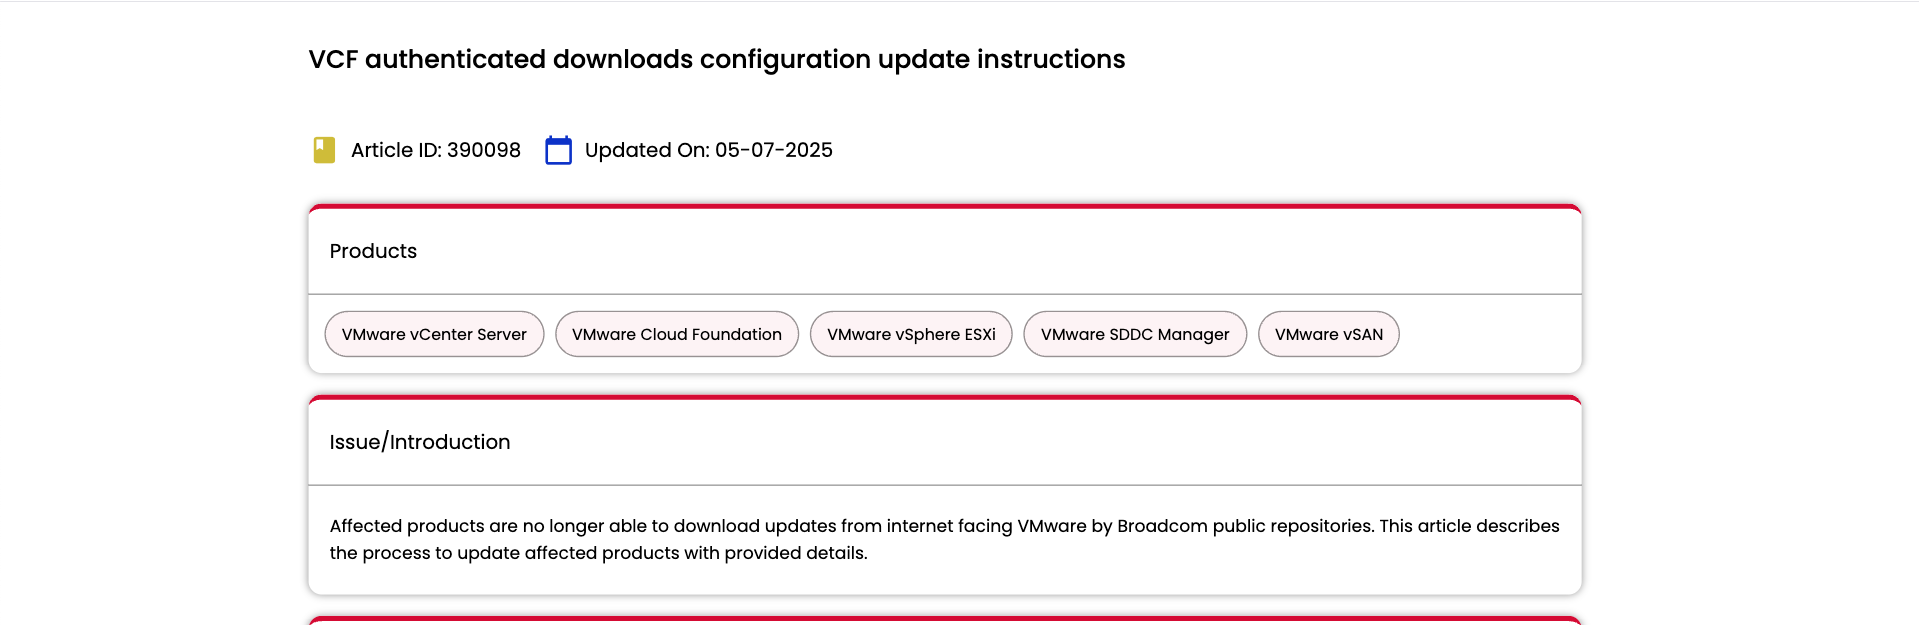 VCF authenticated downloads configuration update instructions
Article ID: 390098 Updated On: 05-07-2025
Products
VMware vCenter Server VMware Cloud Foundation VMware vSphere ESXi VMware SDDC Manager VMware vSAN
Issue/Introduction
Affected products are no longer able to download updates from internet facing VMware by Broadcom public repositories. This article describes
the process to update affected products with provided details.